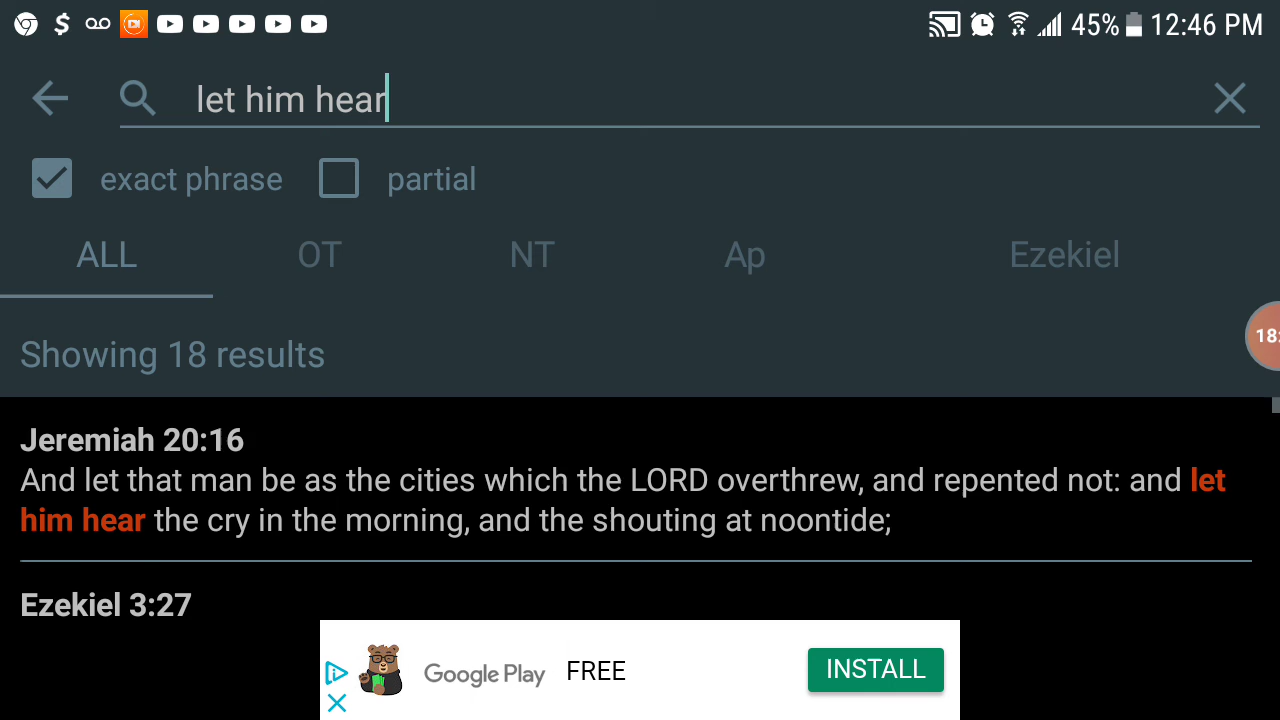 $ 45% 12:46 PM
let him hear
exact phrase partial
ALL OT NT Ap Ezekiel
18:
Showing 18 results
Jeremiah 20:16
And let that man be as the cities which the LORD overthrew, and repented not: and let
him hear the cry in the morning, and the shouting at noontide;
Ezekiel 3:27
Google Play FREE INSTALL